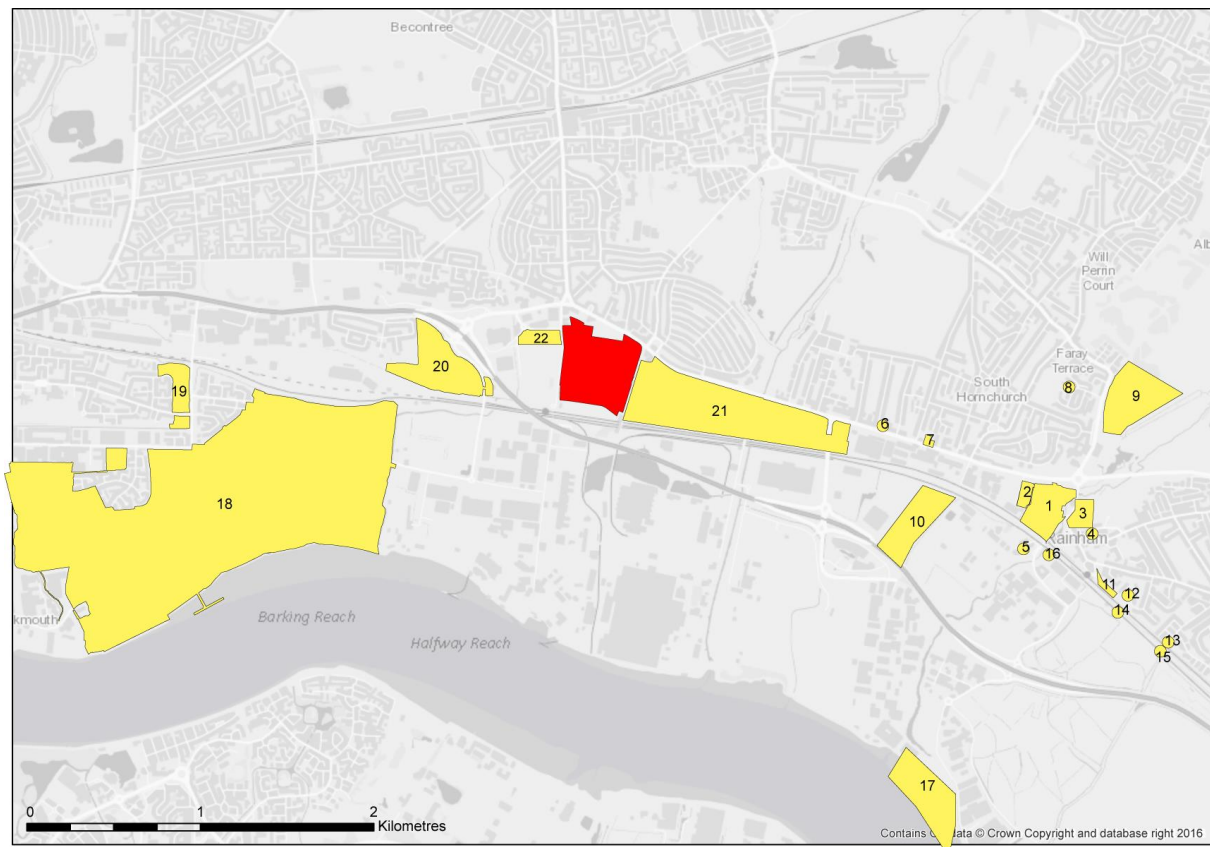 Becontree
Alb
Will
Perrin
Court
22
Faray
Terrace
20
19
8
South
Hornchurch
9
21
6
7
18
2
1
3
10
4
Rainham
5
16
11
12
kmouth
14
Barking Reach
Halfway Reach
13
15
17
0 1 2
Kilometres
Contains data © Crown Copyright and database right 2016